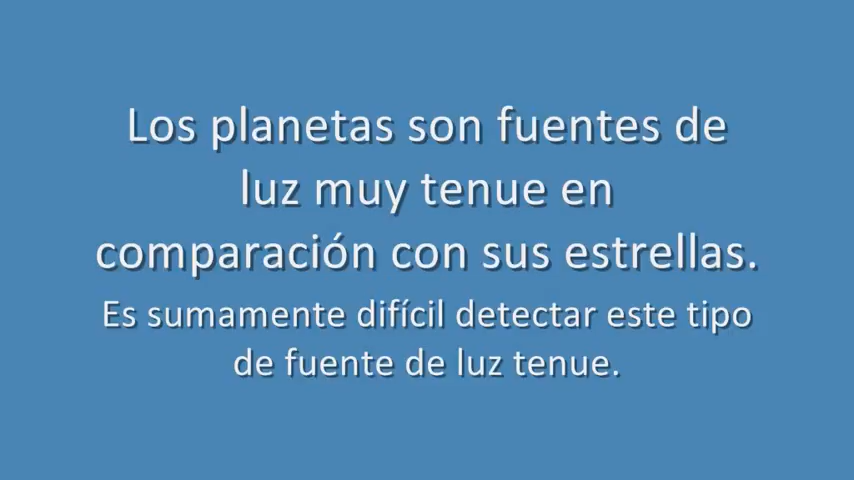 Los planetas son fuentes de
luz muy tenue en
comparación con sus estrellas.
Es sumamente difícil detectar este tipo
de fuente de luz tenue.